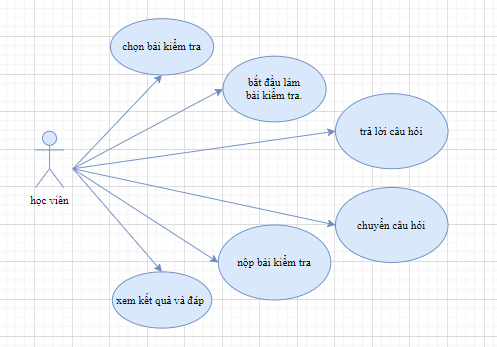 chọn bài kiểm tra
bắt đầu làm
bài kiểm tra.
trả lời câu hỏi
học viên
chuyển câu hỏi
nộp bài kiểm tra
xem kết quả và đáp